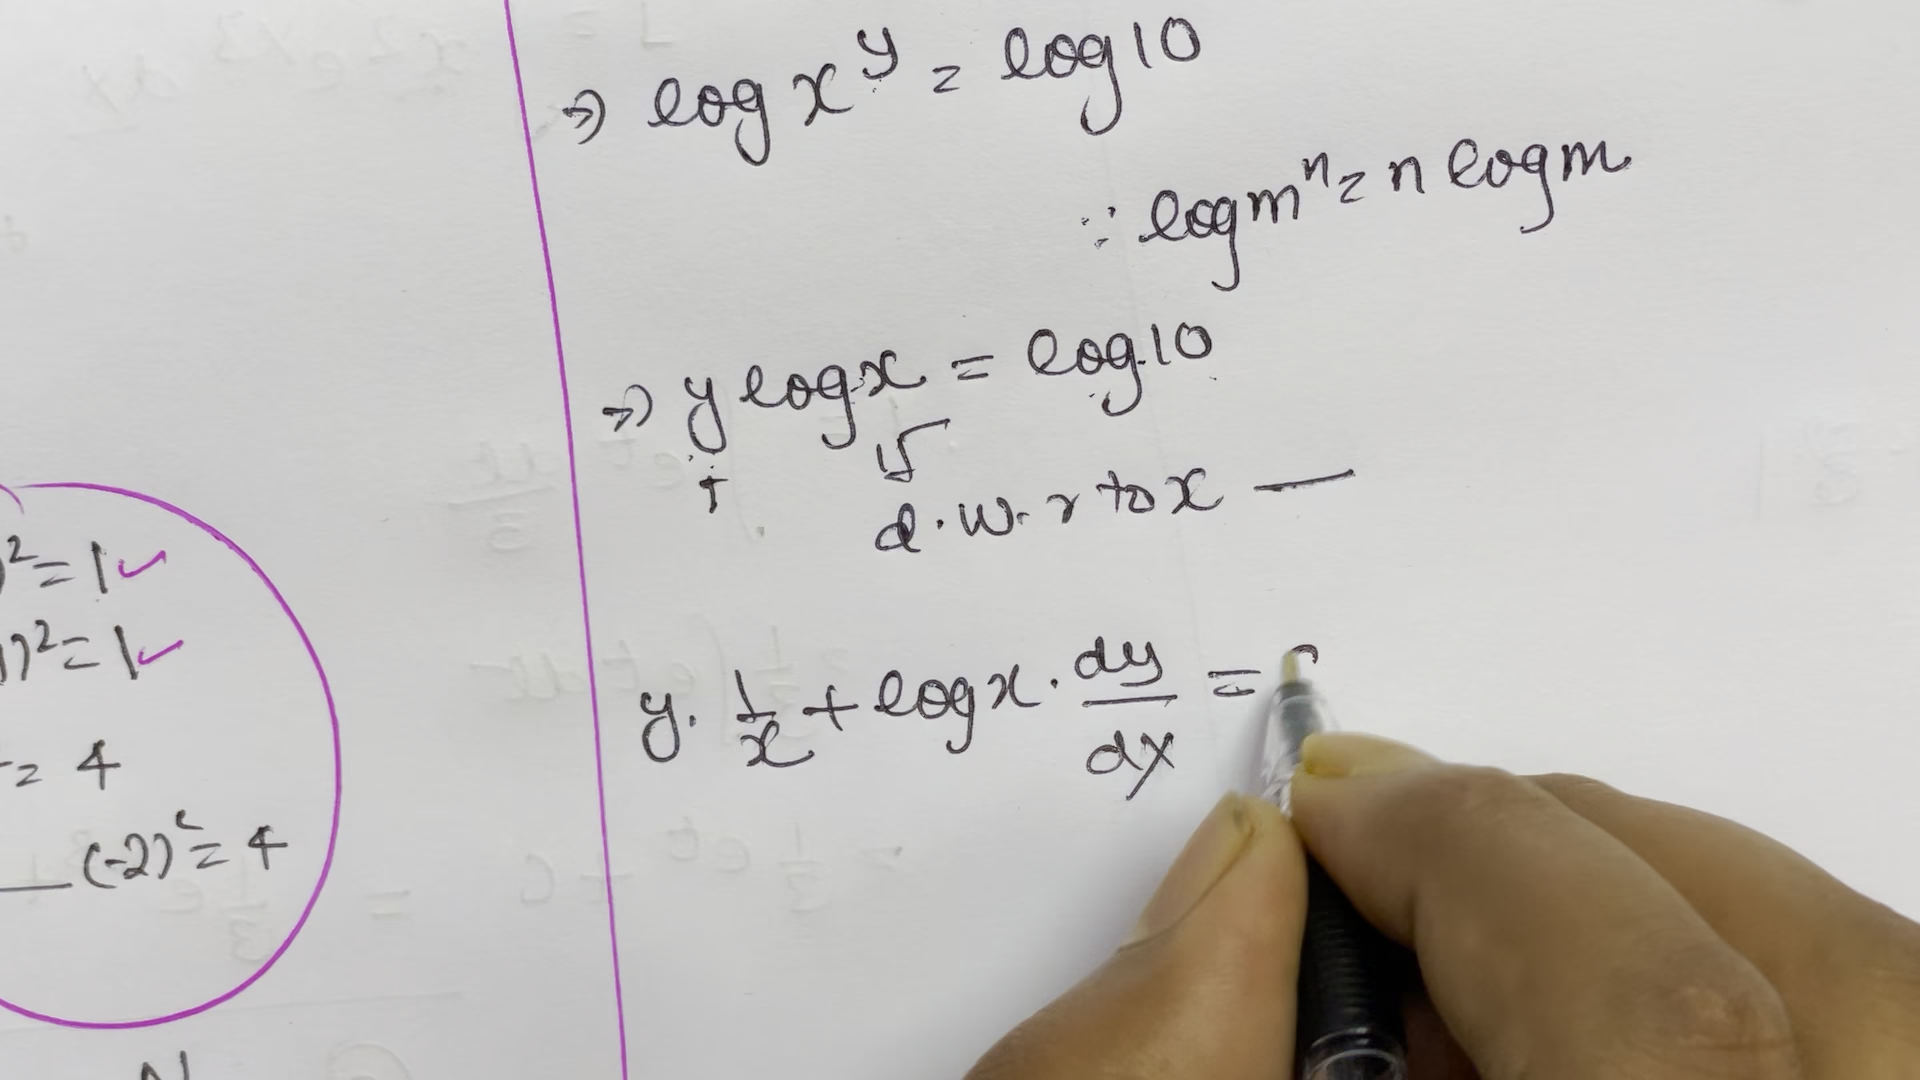 )² = 1 ✓
1)² = 1 ✓
= 4
(-2)² = 4
N
⇒ log x^y = log 10
∵ log m^n = n log m
⇒ y log x = log 10
d. w. r to x —
y. 1/x + log x . dy/dx =